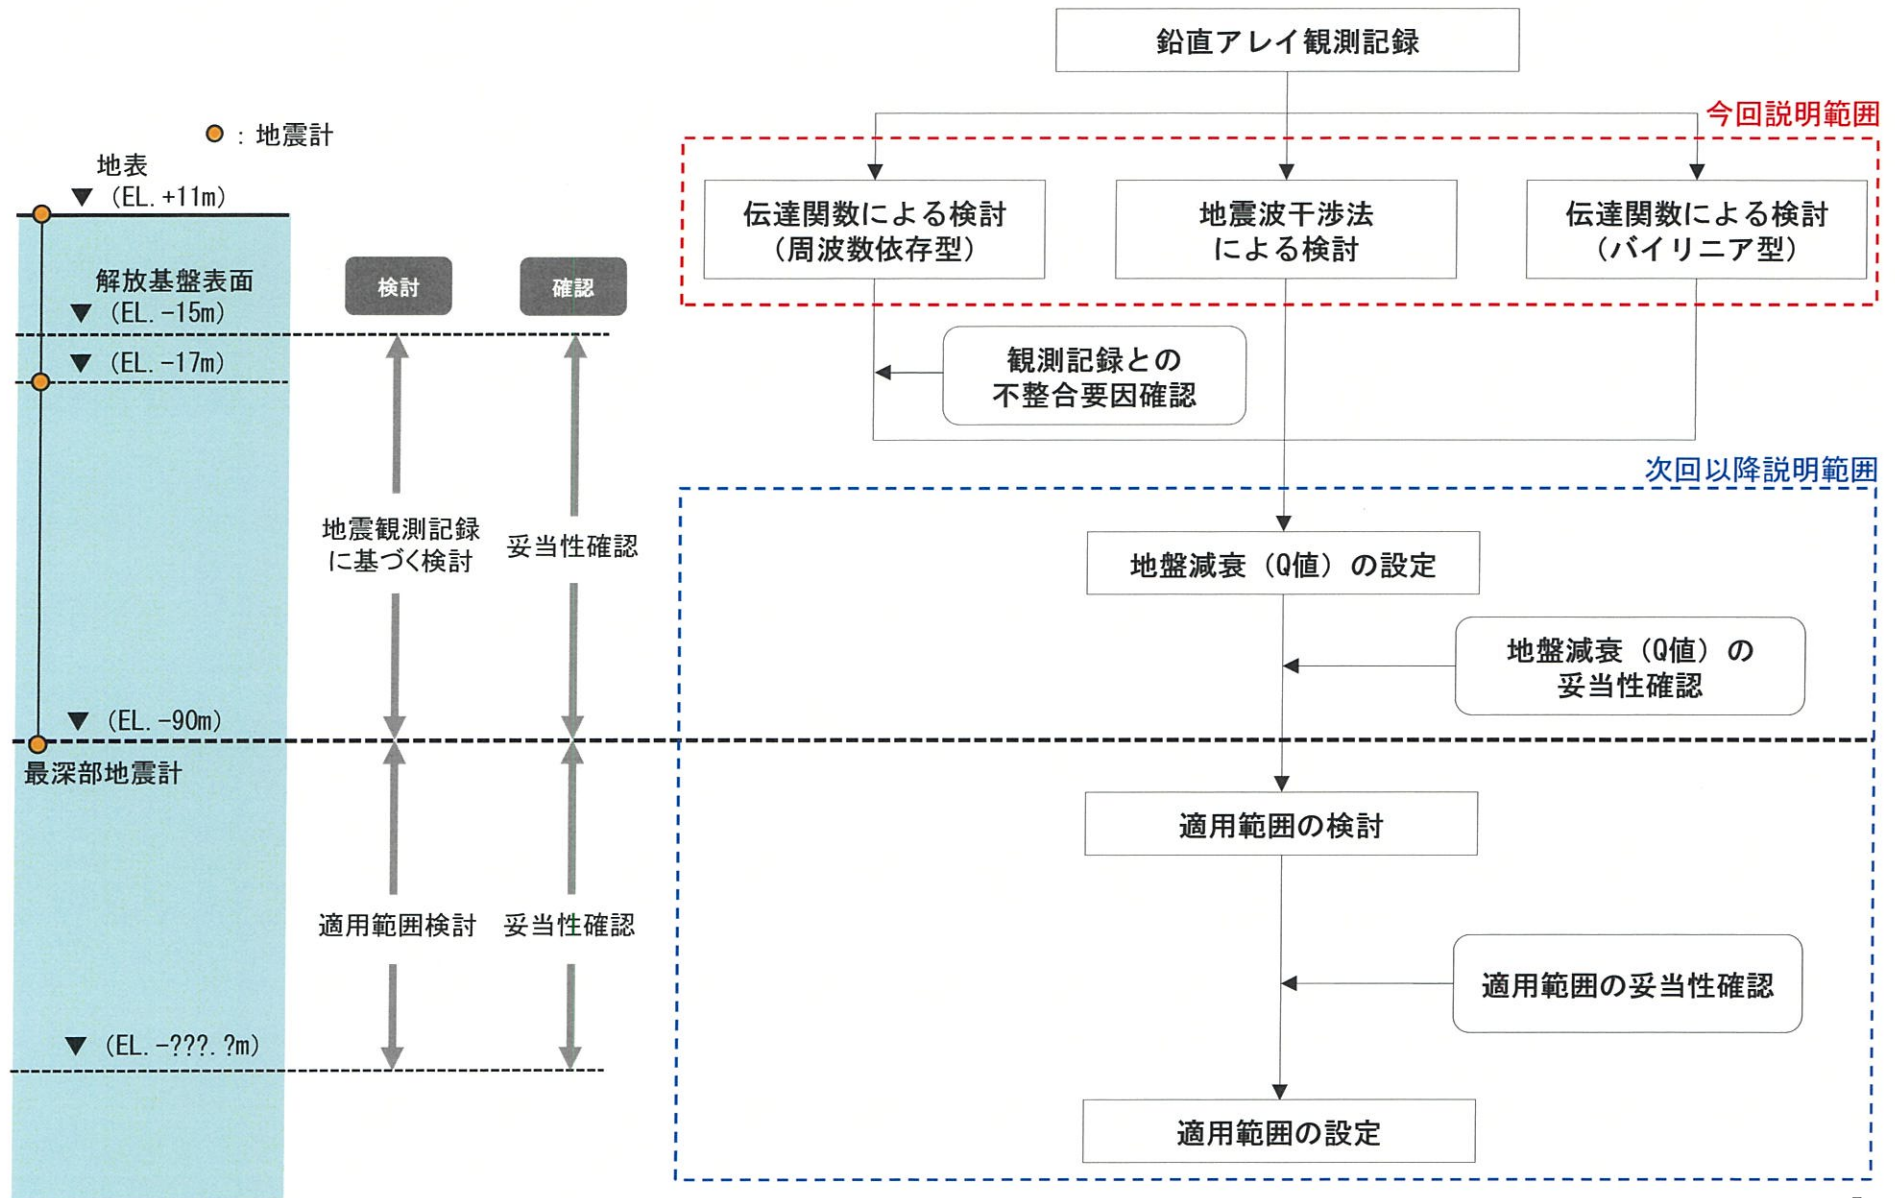 鉛直アレイ観測記録
今回説明範囲
:地震計
地表
▼ (EL.+11m)
解放基盤表面
▼ (EL.-15m)
▼ (EL.-17m)
検討
確認
伝達関数による検討
(周波数依存型)
地震波干渉法
による検討
伝達関数による検討
(バイリニア型)
観測記録との
不整合要因確認
次回以降説明範囲
地震観測記録
に基づく検討
妥当性確認
地盤減衰(Q値)の設定
地盤減衰(Q値)の
妥当性確認
▼ (EL.-90m)
最深部地震計
適用範囲の検討
適用範囲検討
妥当性確認
適用範囲の妥当性確認
▼ (EL.-???.?m)
適用範囲の設定